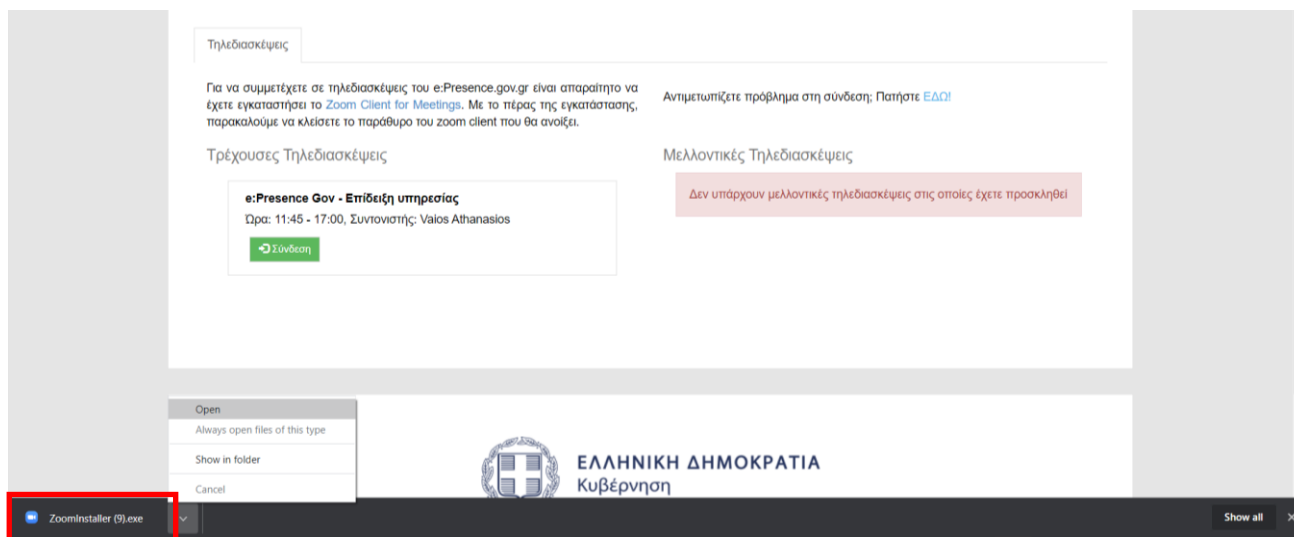 Τηλεδιασκέψεις
Για να συμμετέχετε σε τηλεδιασκέψεις του e:Presence.gov.gr είναι απαραίτητο να
έχετε εγκαταστήσει το Zoom Client for Meetings. Με το πέρας της εγκατάστασης,
παρακαλούμε να κλείσετε το παράθυρο του zoom client που θα ανοίξει.
Αντιμετωπίζετε πρόβλημα στη σύνδεση; Πατήστε ΕΔΩ!
Τρέχουσες Τηλεδιασκέψεις
e:Presence Gov - Επίδειξη υπηρεσίας
Ώρα: 11:45 - 17:00, Συντονιστής: Vaios Athanasios
Σύνδεση
Μελλοντικές Τηλεδιασκέψεις
Δεν υπάρχουν μελλοντικές τηλεδιασκέψεις στις οποίες έχετε προσκληθεί
Open
Always open files of this type
Show in folder
Cancel
ΕΛΛΗΝΙΚΗ ΔΗΜΟΚΡΑΤΙΑ
Κυβέρνηση
ZoomInstaller (9).exe
Show all